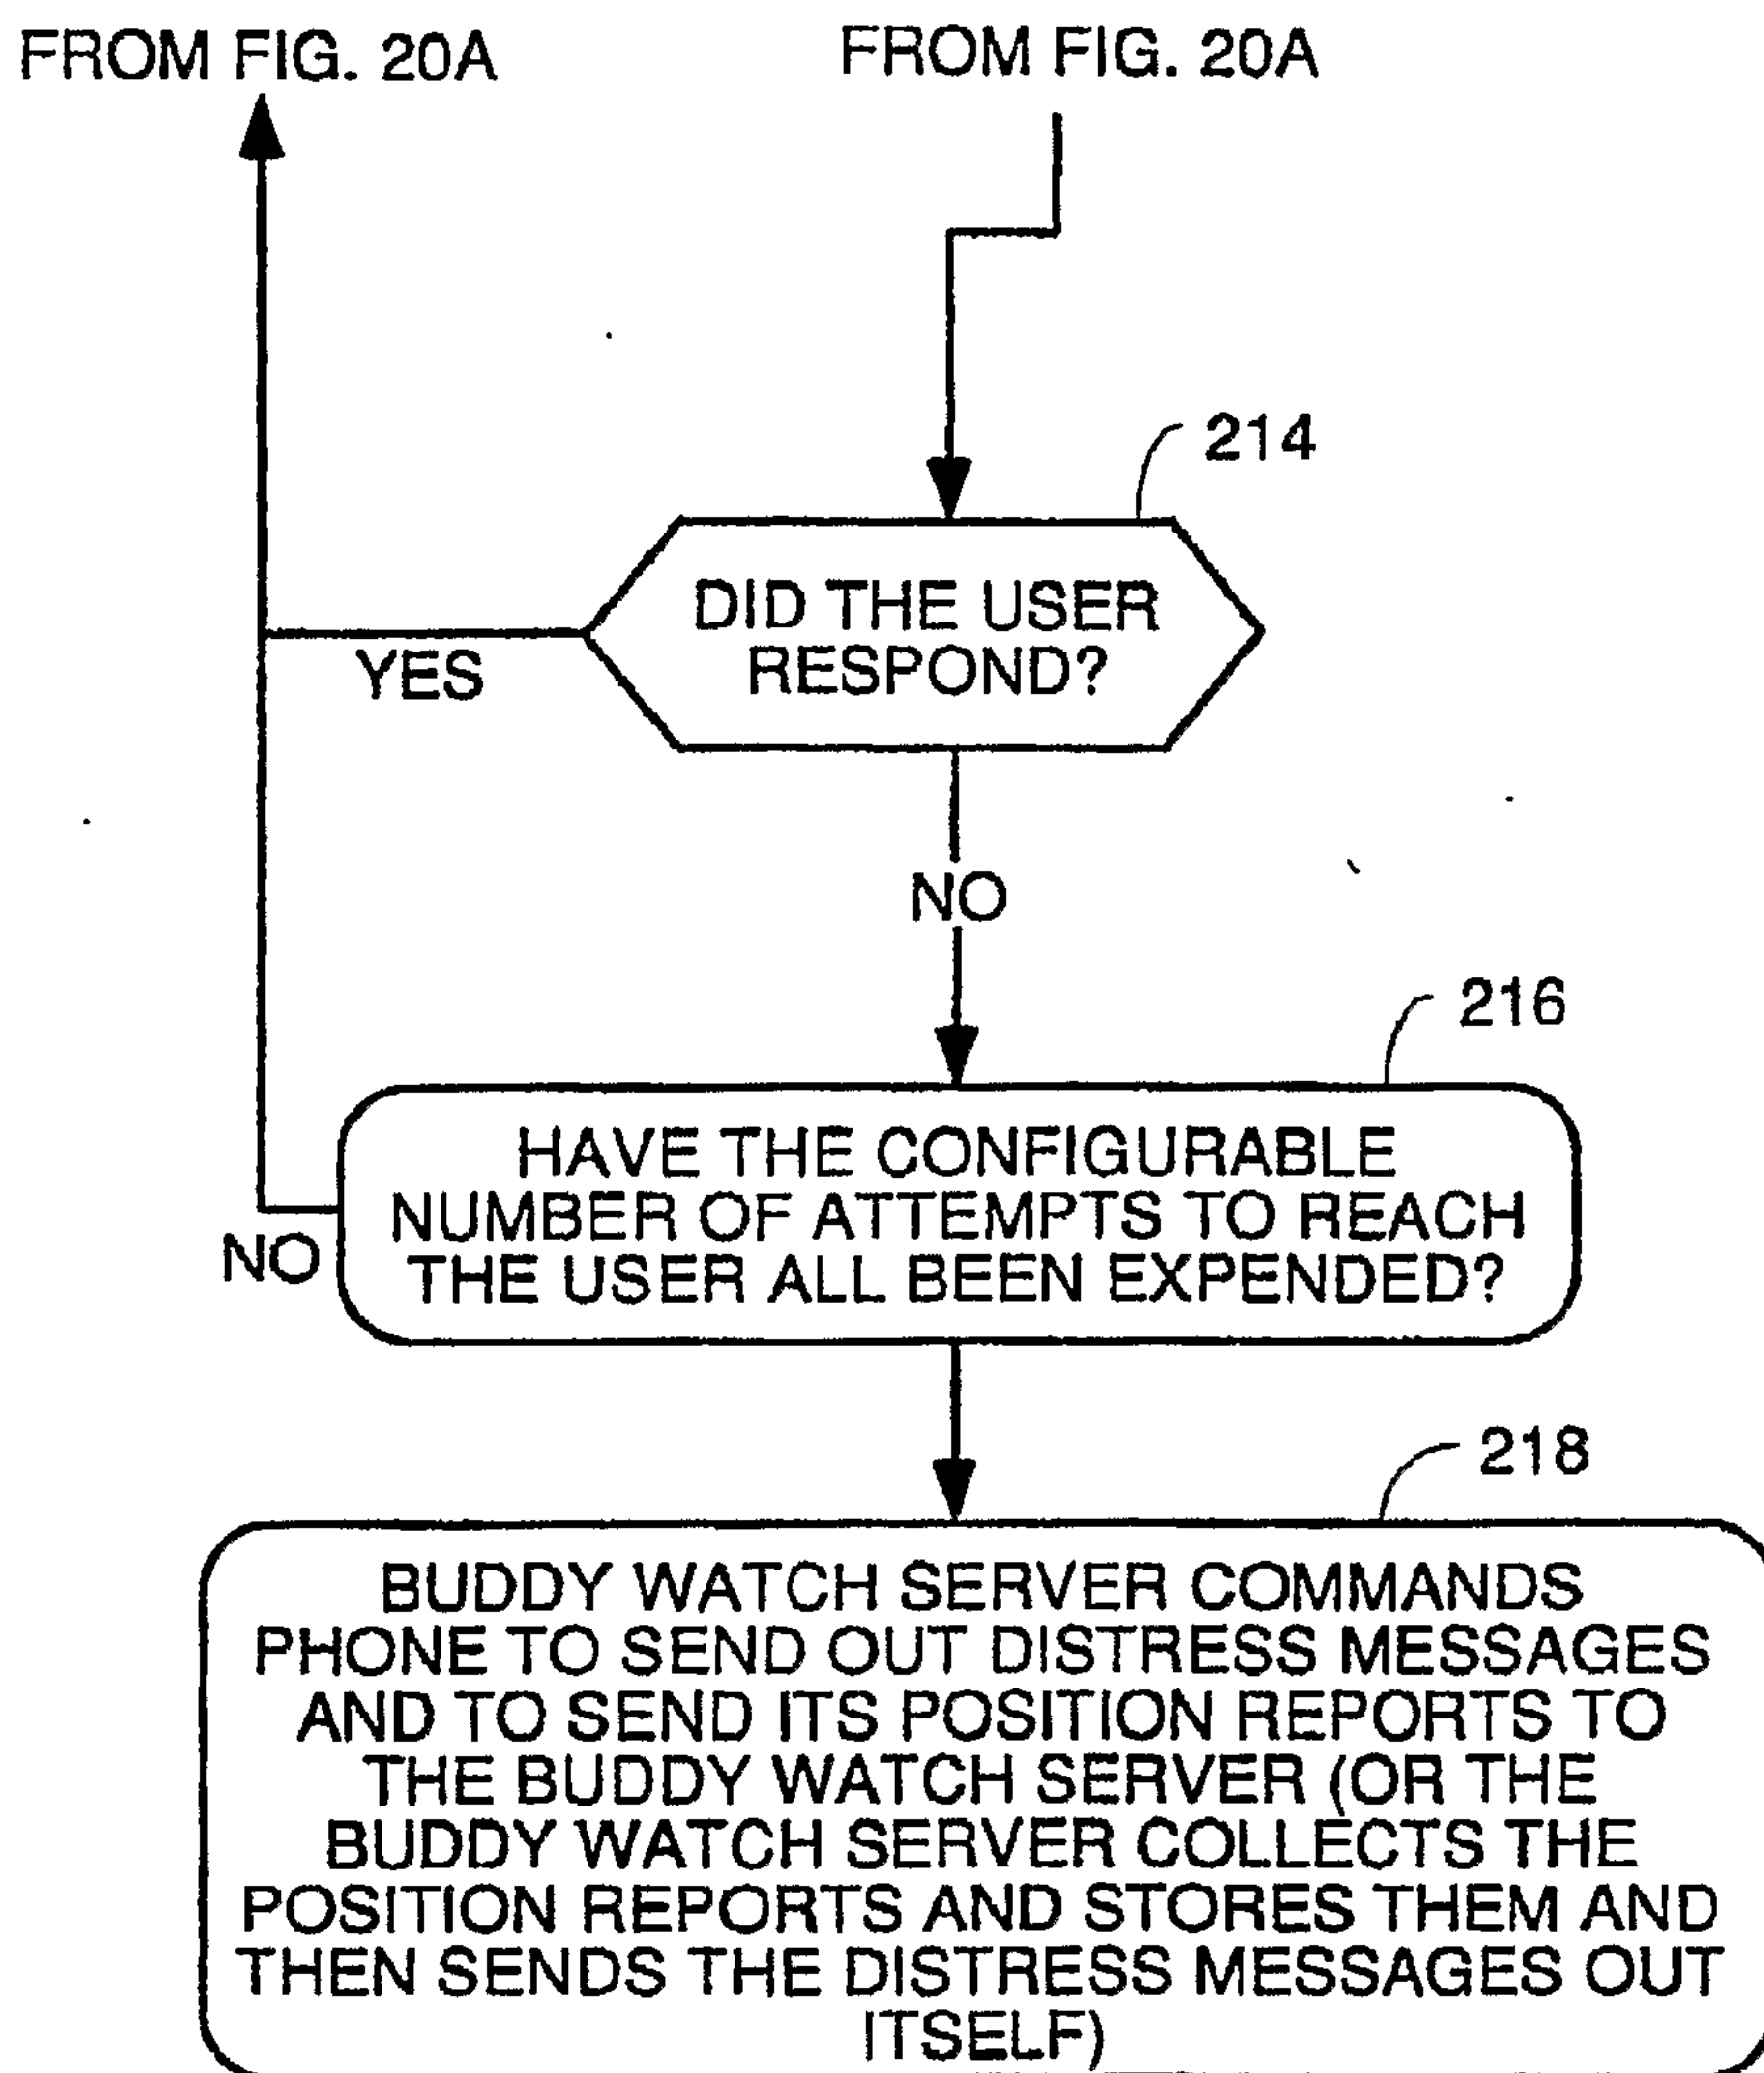 FROM FIG. 20A
FROM FIG. 20A
214
DID THE USER
RESPOND?
YES
NO
216
HAVE THE CONFIGURABLE
NUMBER OF ATTEMPTS TO REACH
THE USER ALL BEEN EXPENDED?
NO
218
BUDDY WATCH SERVER COMMANDS
PHONE TO SEND OUT DISTRESS MESSAGES
AND TO SEND ITS POSITION REPORTS TO
THE BUDDY WATCH SERVER (OR THE
BUDDY WATCH SERVER COLLECTS THE
POSITION REPORTS AND STORES THEM AND
THEN SENDS THE DISTRESS MESSAGES OUT
ITSELF)